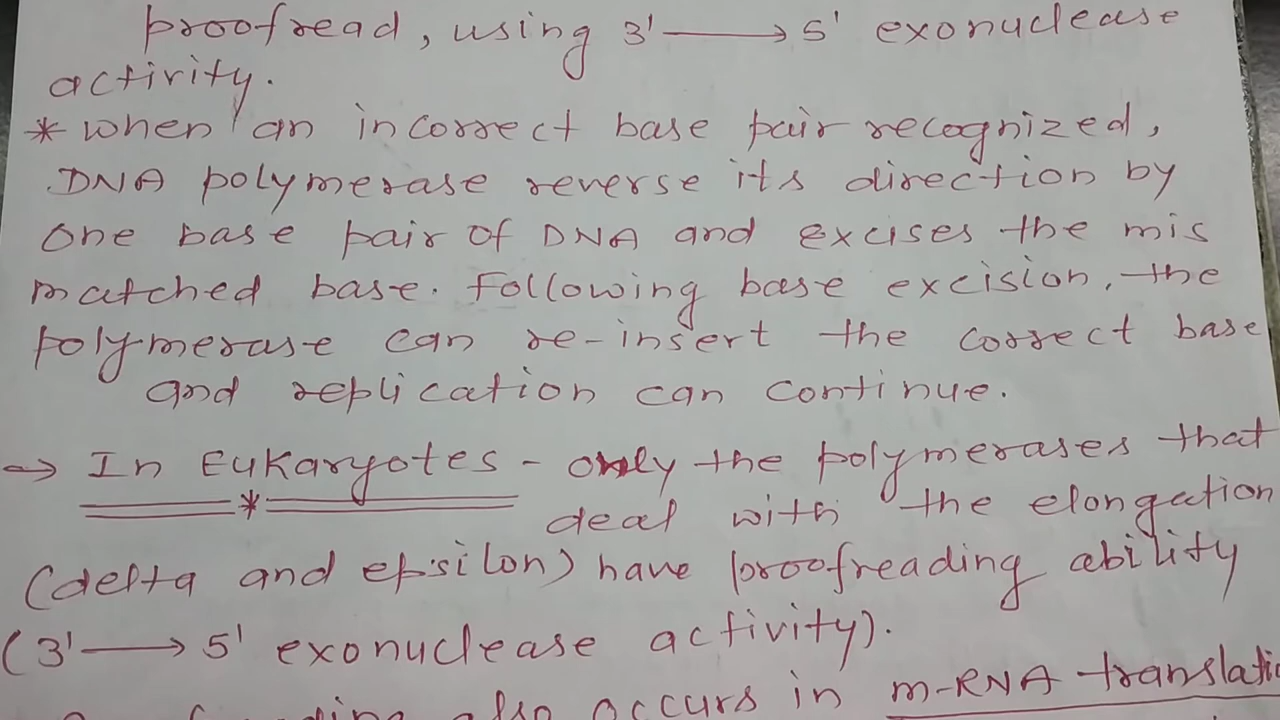 proofread, using 3' → 5' exonuclease
activity.
* when an incorrect base pair recognized,
DNA polymerase reverse its direction by
one base pair of DNA and excises the mis
matched base. Following base excision, the
polymerase can re-insert the correct base
and replication can continue.
→ In Eukaryotes - only the polymerases that
deal with the elongation
(delta and epsilon) have proofreading ability
(3' → 5' exonuclease activity).
also occurs in m-RNA